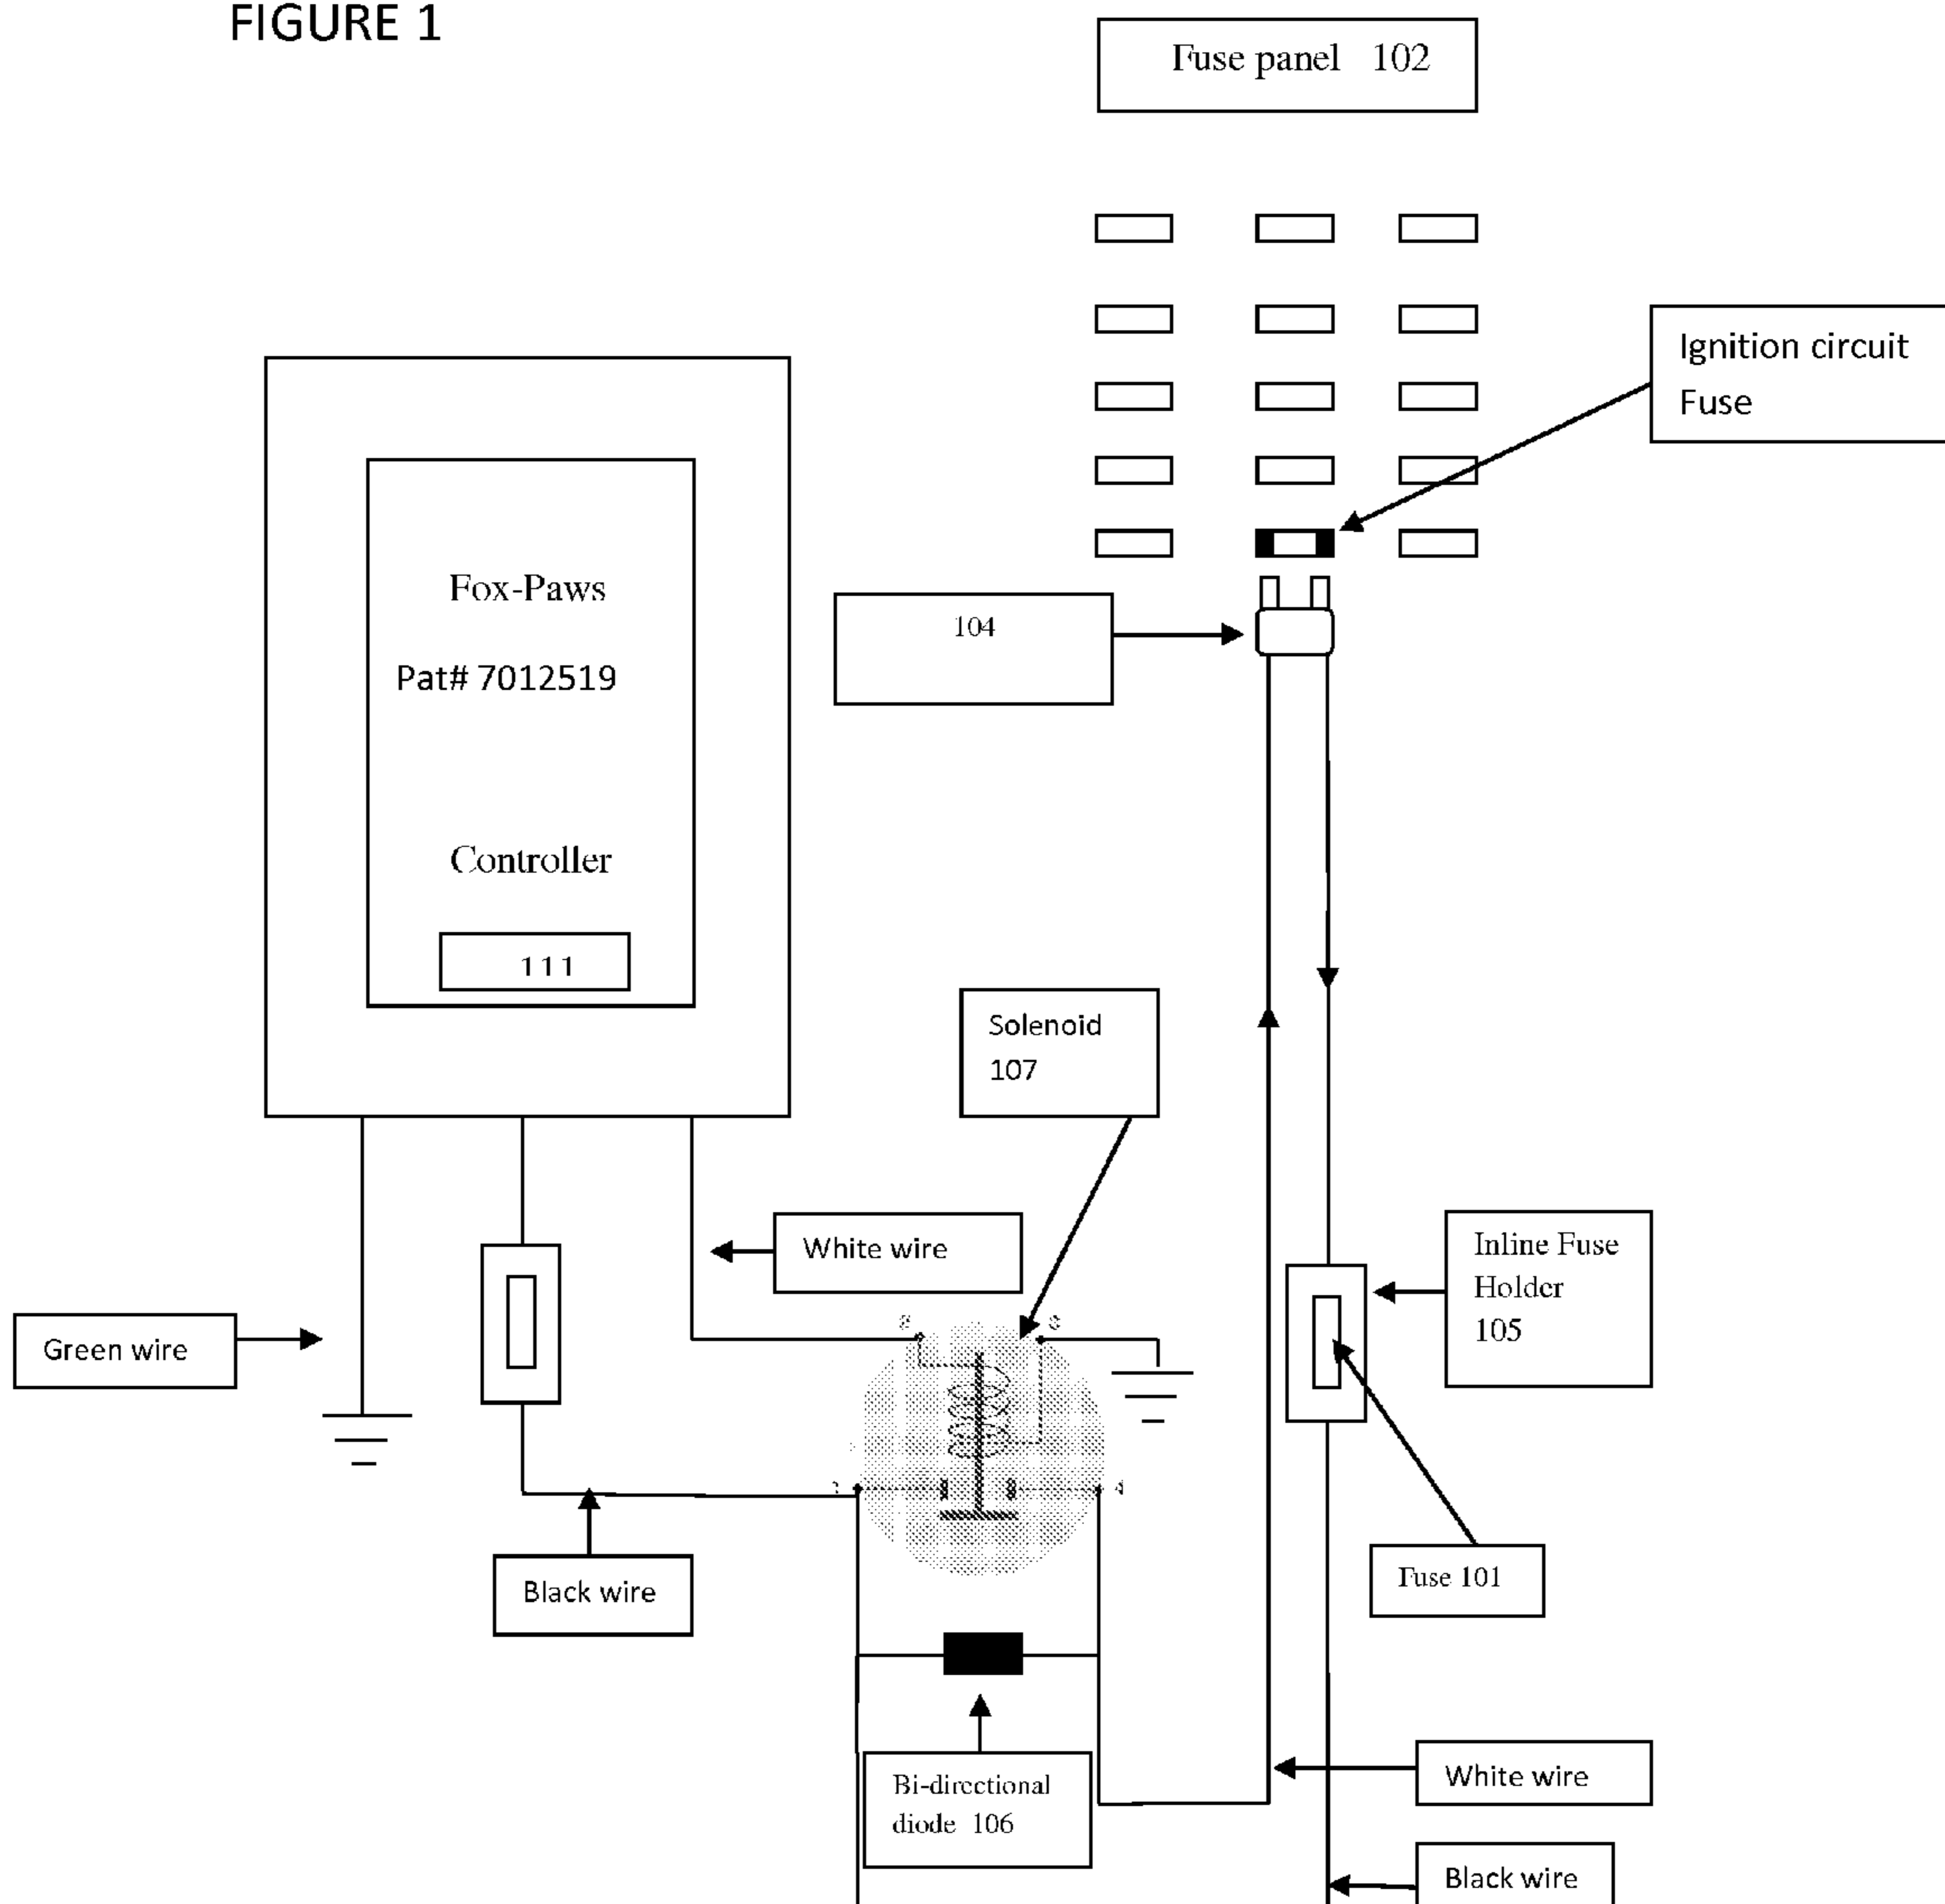 FIGURE 1
Fuse panel 102
Ignition circuit
Fuse
Fox-Paws
Pat# 7012519
Controller
111
104
Solenoid
107
White wire
Green wire
Inline Fuse
Holder
105
4
Black wire
Fuse 101
Bi-directional
diode 106
White wire
Black wire